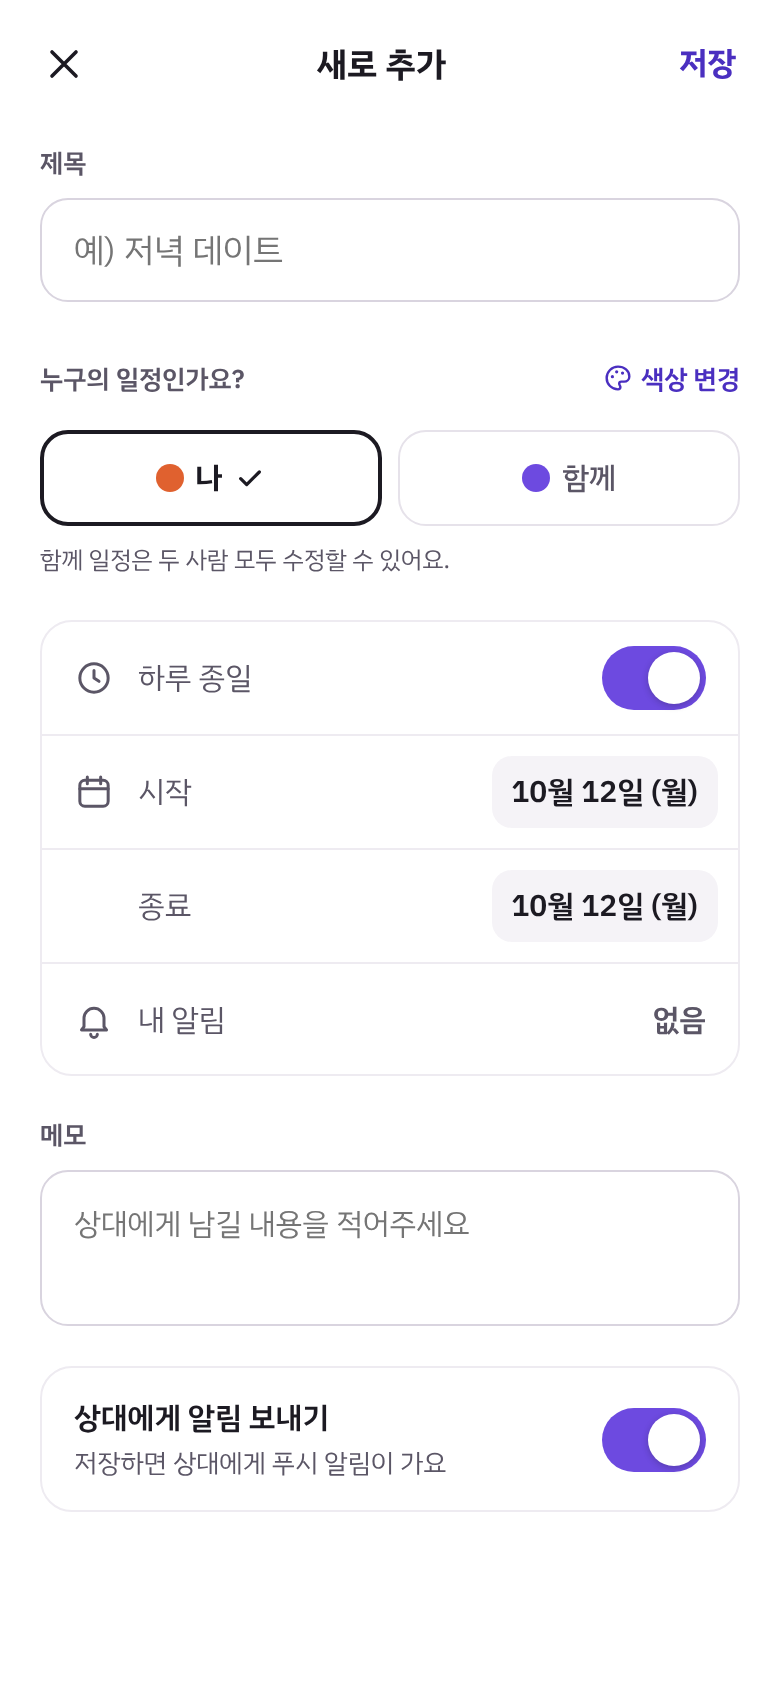 새로 추가
저장
제목
예) 저녁 데이트
누구의 일정인가요?
색상 변경
나
함께
함께 일정은 두 사람 모두 수정할 수 있어요.
하루 종일
시작
10월 12일 (월)
종료
10월 12일 (월)
내 알림
없음
메모
상대에게 남길 내용을 적어주세요
상대에게 알림 보내기
저장하면 상대에게 푸시 알림이 가요